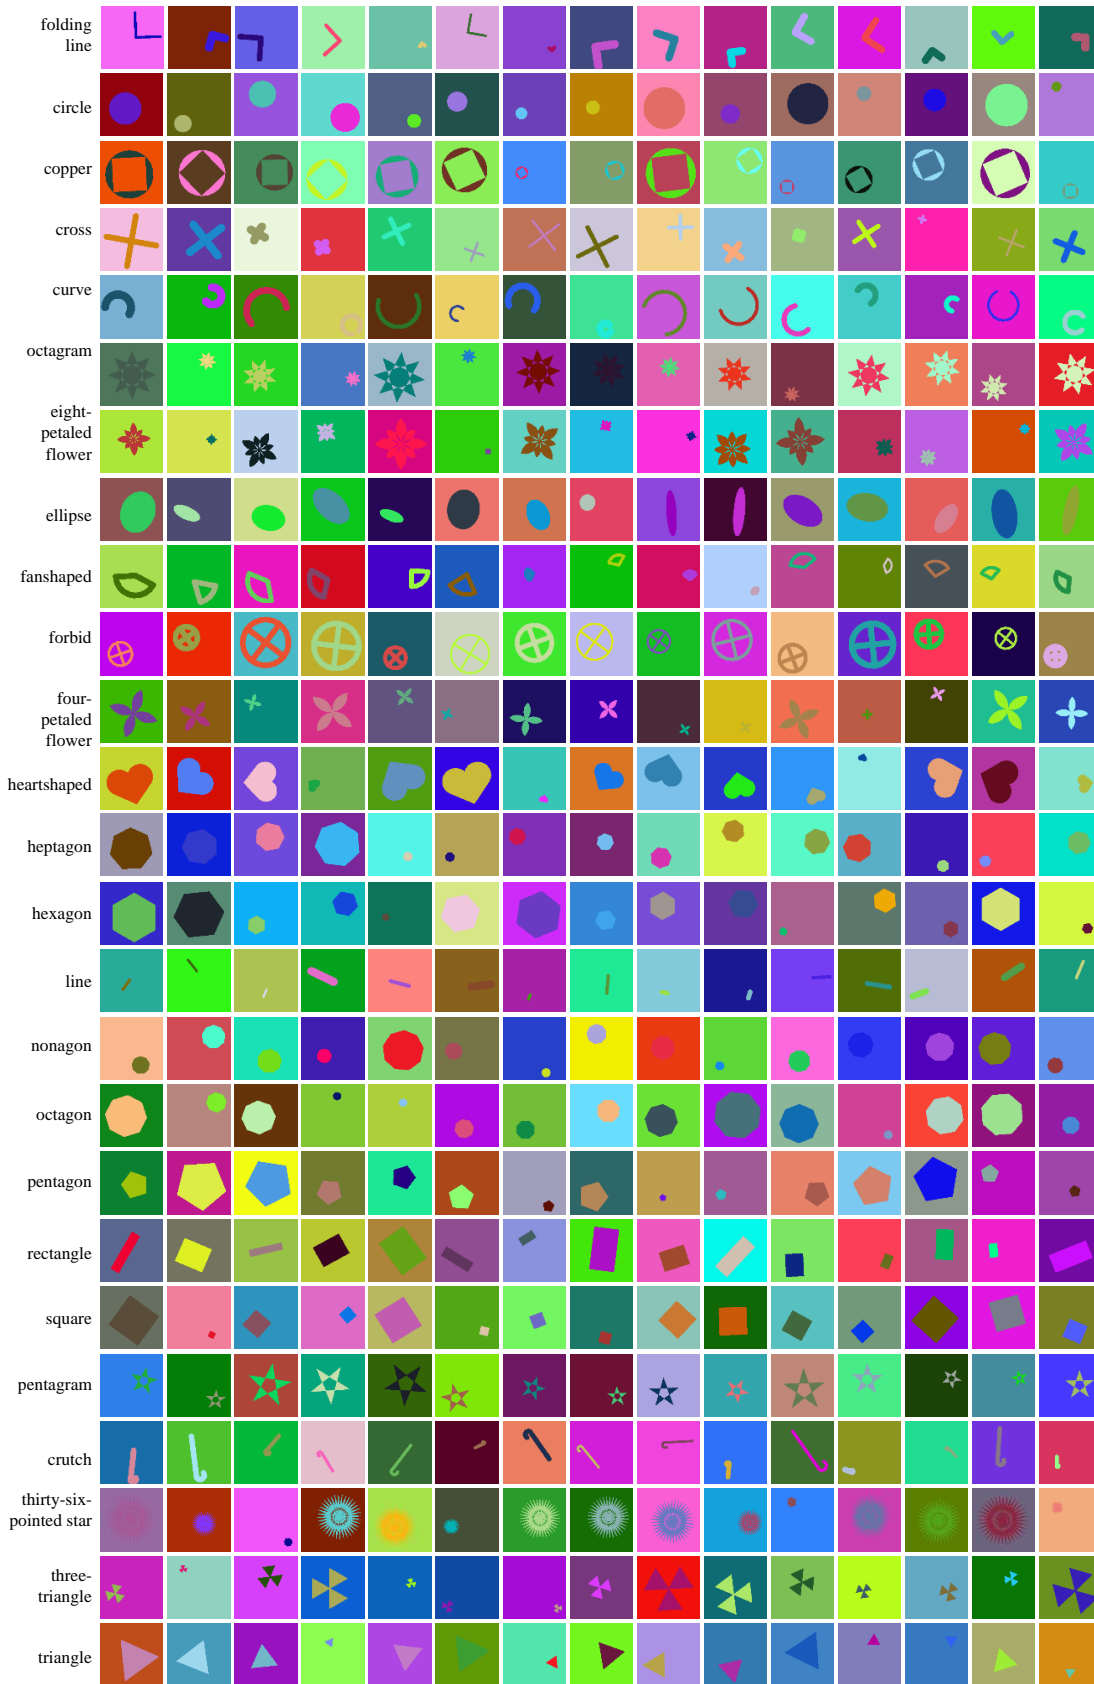 folding
line
circle
copper
cross
curve
octagram
eight-
petaled
flower
ellipse
fanshaped
forbid
four-
petaled
flower
heartshaped
heptagon
hexagon
line
nonagon
octagon
pentagon
rectangle
square
pentagram
crutch
thirty-six-
pointed star
three-
triangle
triangle